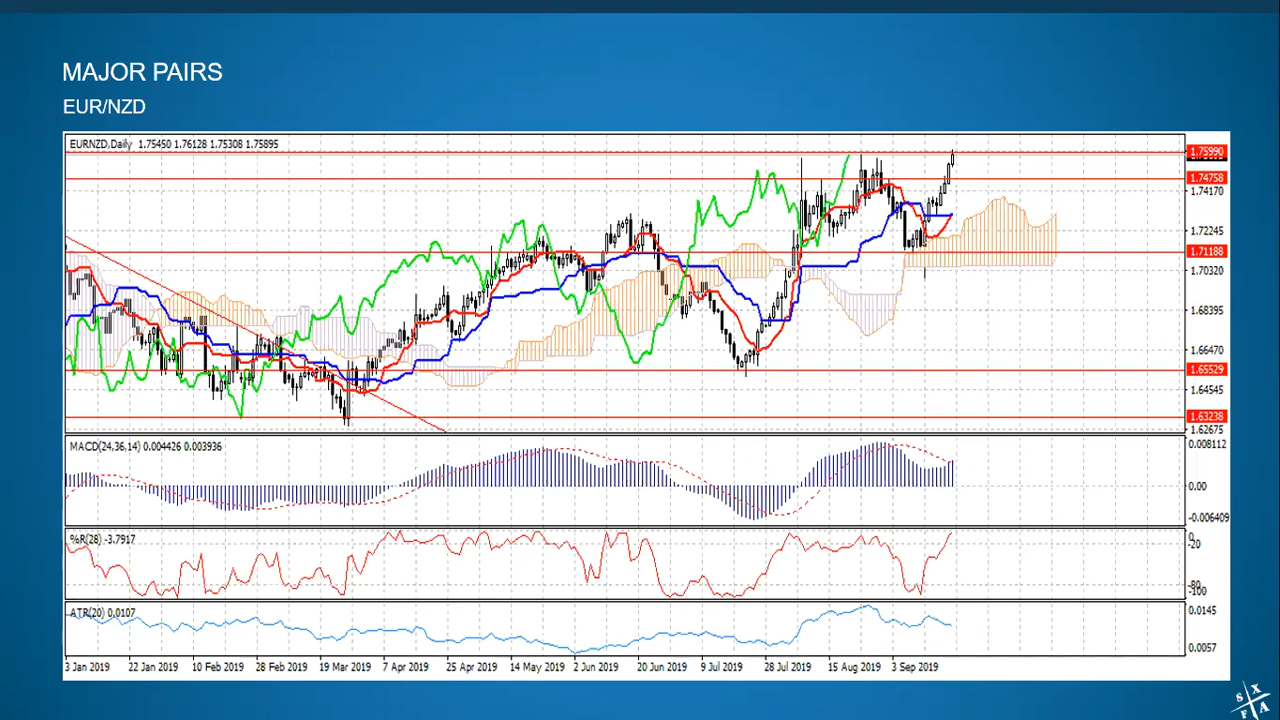 MAJOR PAIRS
EUR/NZD
EURNZD,Daily 1.75450 1.76128 1.75308 1.75895
1.75990
1.74758
1.74170
1.72245
1.71188
1.70320
1.68395
1.66470
1.65529
1.64545
1.63238
1.62675
MACD(24,36,14) 0.004426 0.003936
0.008112
0.00
-0.006409
%R(28) -3.7917
0
-20
-80
-100
ATR(20) 0.0107
0.0145
0.0057
3 Jan 2019 22 Jan 2019 10 Feb 2019 28 Feb 2019 19 Mar 2019 7 Apr 2019 25 Apr 2019 14 May 2019 2 Jun 2019 20 Jun 2019 9 Jul 2019 28 Jul 2019 15 Aug 2019 3 Sep 2019
S X
F A